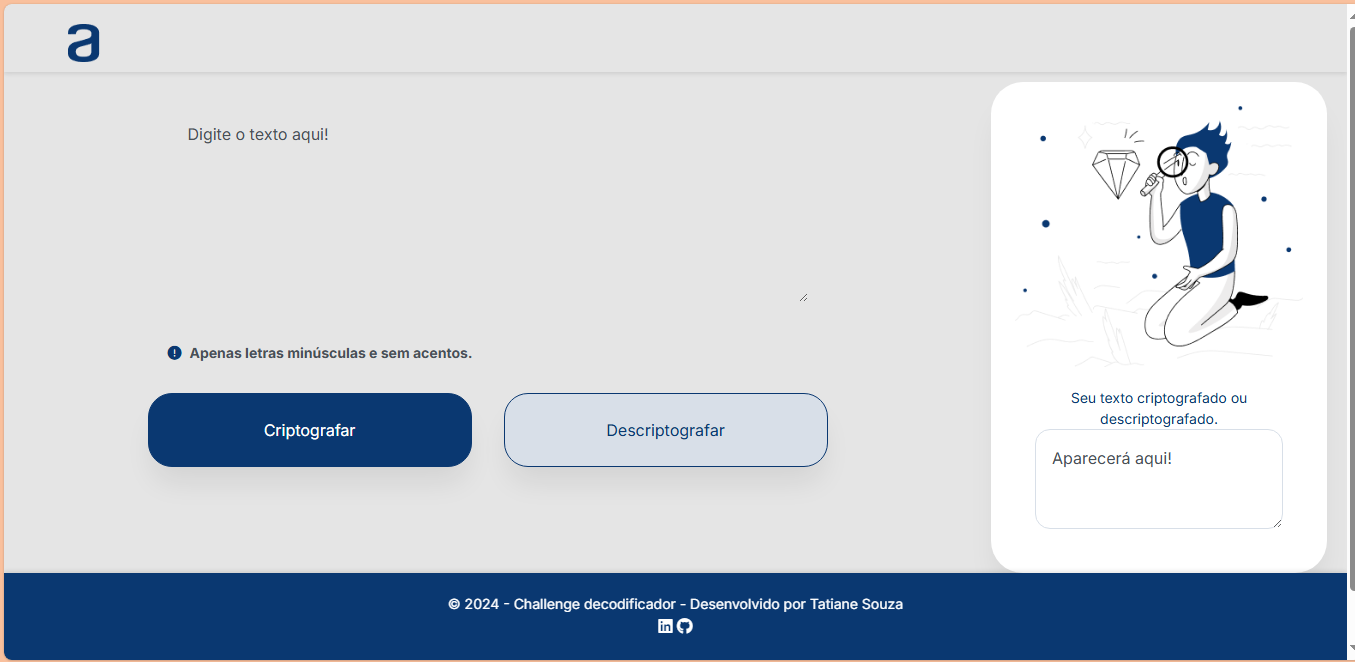 a
Digite o texto aqui!
Apenas letras minúsculas e sem acentos.
Criptografar
Descriptografar
Seu texto criptografado ou
descriptografado.
Aparecerá aqui!
© 2024 - Challenge decodificador - Desenvolvido por Tatiane Souza
in